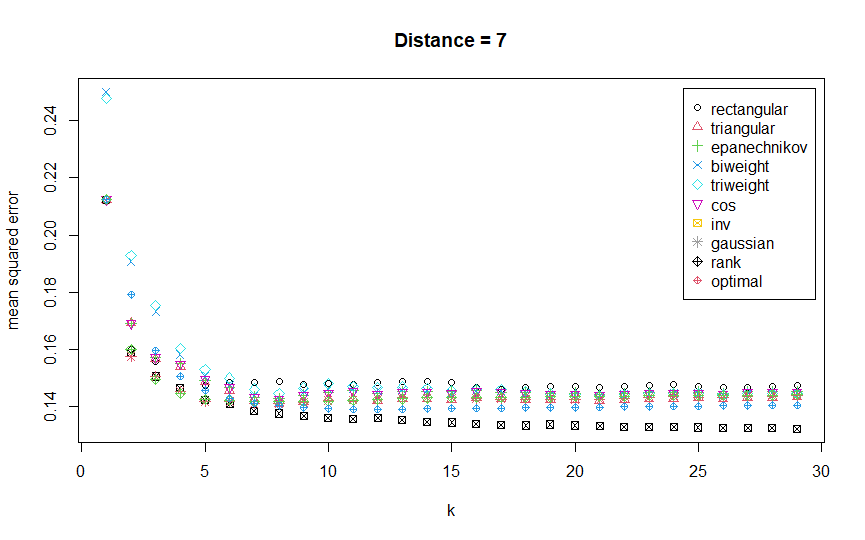 Distance = 7
mean squared error
0.24
0.22
0.20
0.18
0.16
0.14
rectangular
triangular
epanechnikov
biweight
triweight
cos
inv
gaussian
rank
optimal
0 5 10 15 20 25 30
k